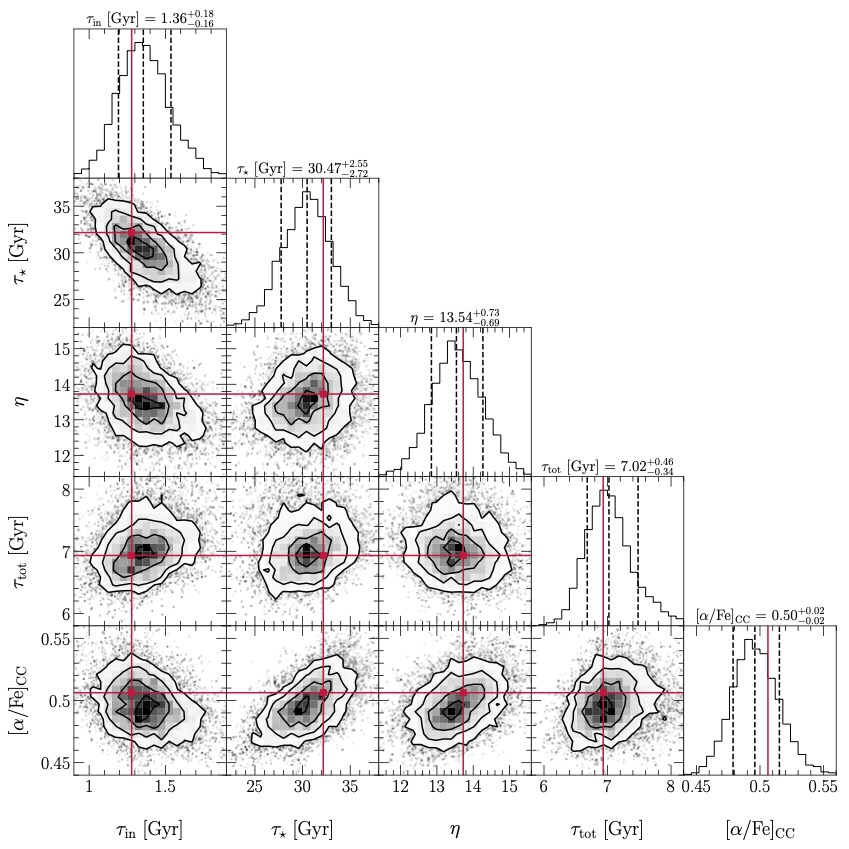 τ_in [Gyr] = 1.36^{+0.18}_{−0.16}
τ_⋆ [Gyr] = 30.47^{+2.55}_{−2.72}
35
30
25
τ_⋆ [Gyr]
η = 13.54^{+0.73}_{−0.69}
15
14
13
12
η
τ_tot [Gyr] = 7.02^{+0.46}_{−0.34}
8
7
6
τ_tot [Gyr]
[α/Fe]_CC = 0.50^{+0.02}_{−0.02}
0.55
0.5
0.45
[α/Fe]_CC
1 1.5 25 30 35 12 13 14 15 6 7 8 0.45 0.5 0.55
τ_in [Gyr] τ_⋆ [Gyr] η τ_tot [Gyr] [α/Fe]_CC